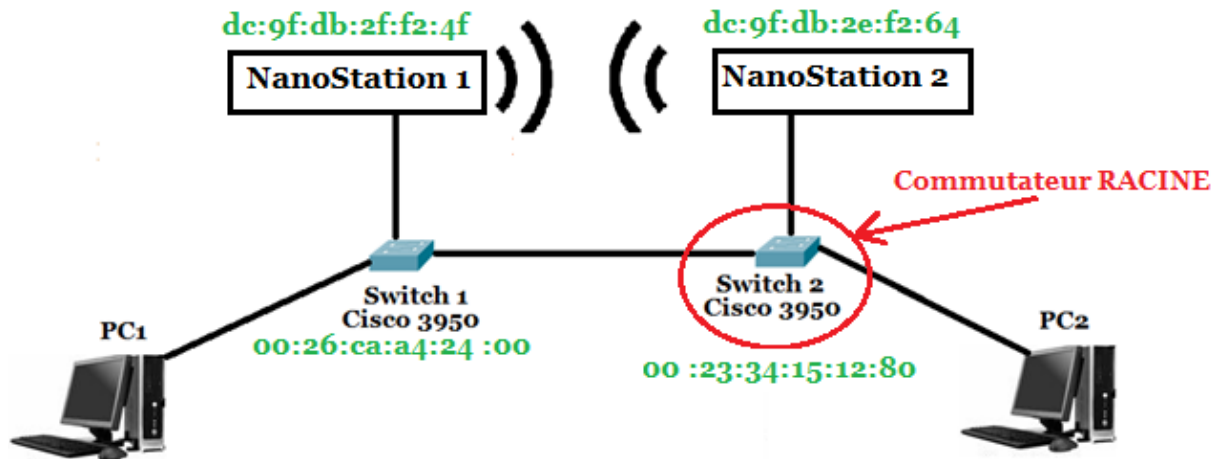 dc:9f:db:2f:f2:4f
dc:9f:db:2e:f2:64
NanoStation 1
NanoStation 2
Commutateur RACINE
Switch 1
Cisco 3950
Switch 2
Cisco 3950
PC1
PC2
00:26:ca:a4:24 :00
00 :23:34:15:12:80